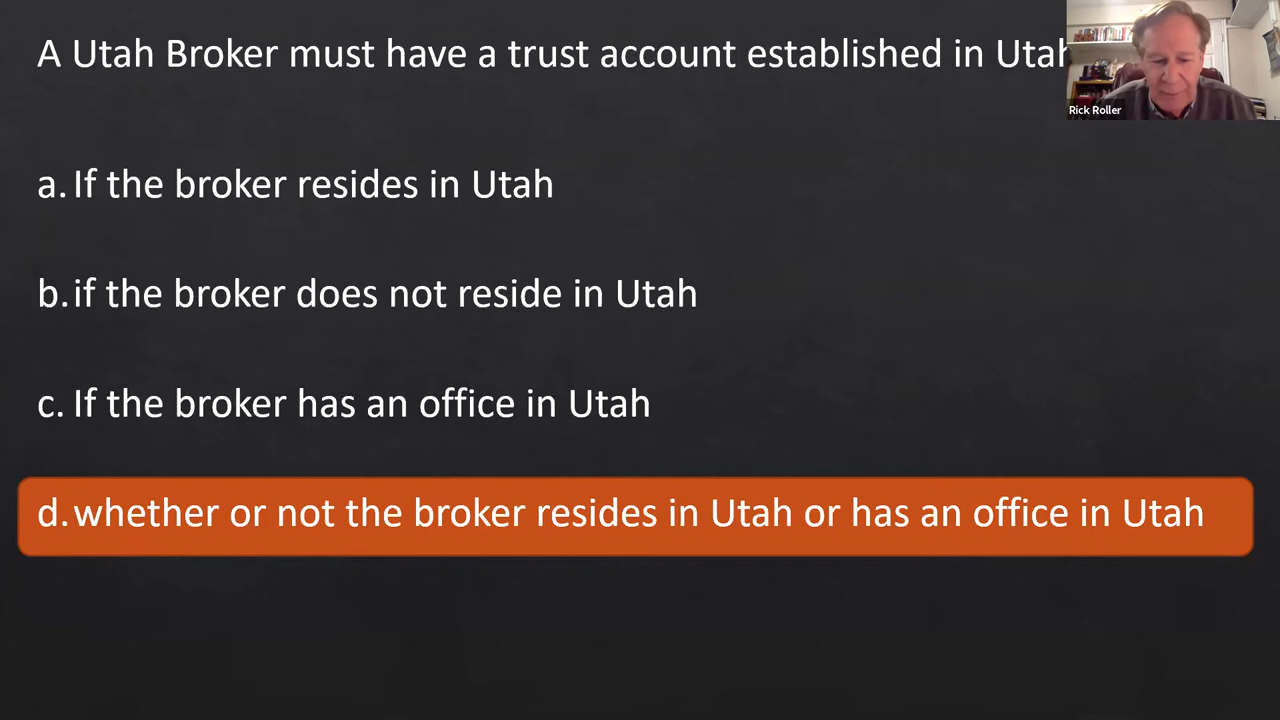 A Utah Broker must have a trust account established in Utah
Rick Roller
a. If the broker resides in Utah
b. if the broker does not reside in Utah
c. If the broker has an office in Utah
d. whether or not the broker resides in Utah or has an office in Utah